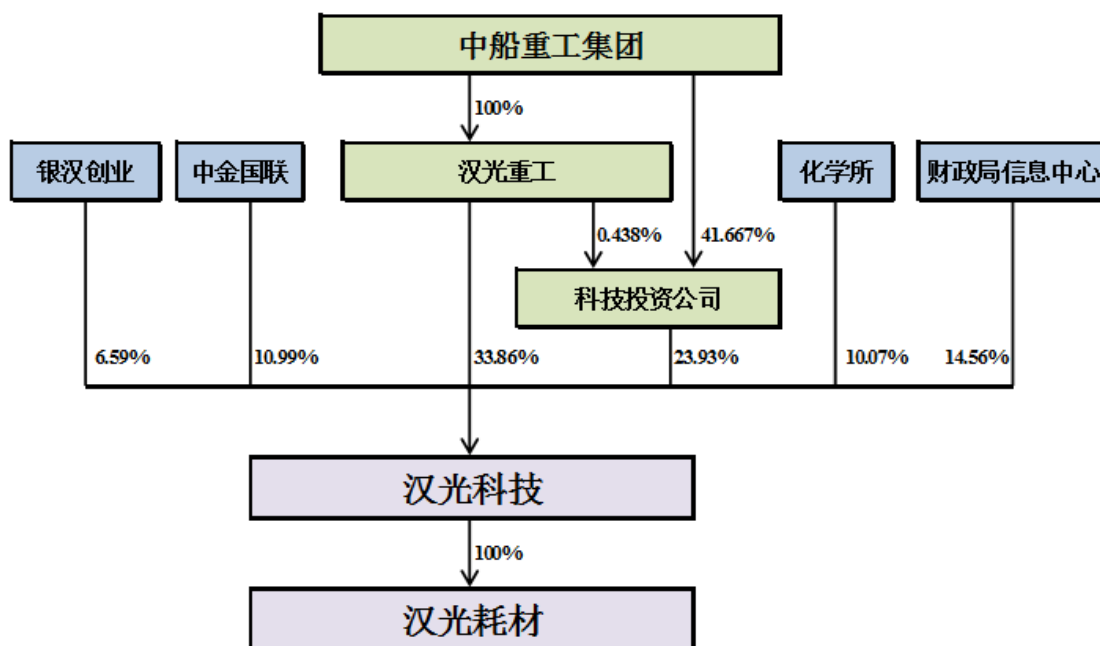 中船重工集团
100%
银汉创业
中金国联
汉光重工
化学所
财政局信息中心
0.438%
41.667%
科技投资公司
6.59%
10.99%
33.86%
23.93%
10.07%
14.56%
汉光科技
100%
汉光耗材